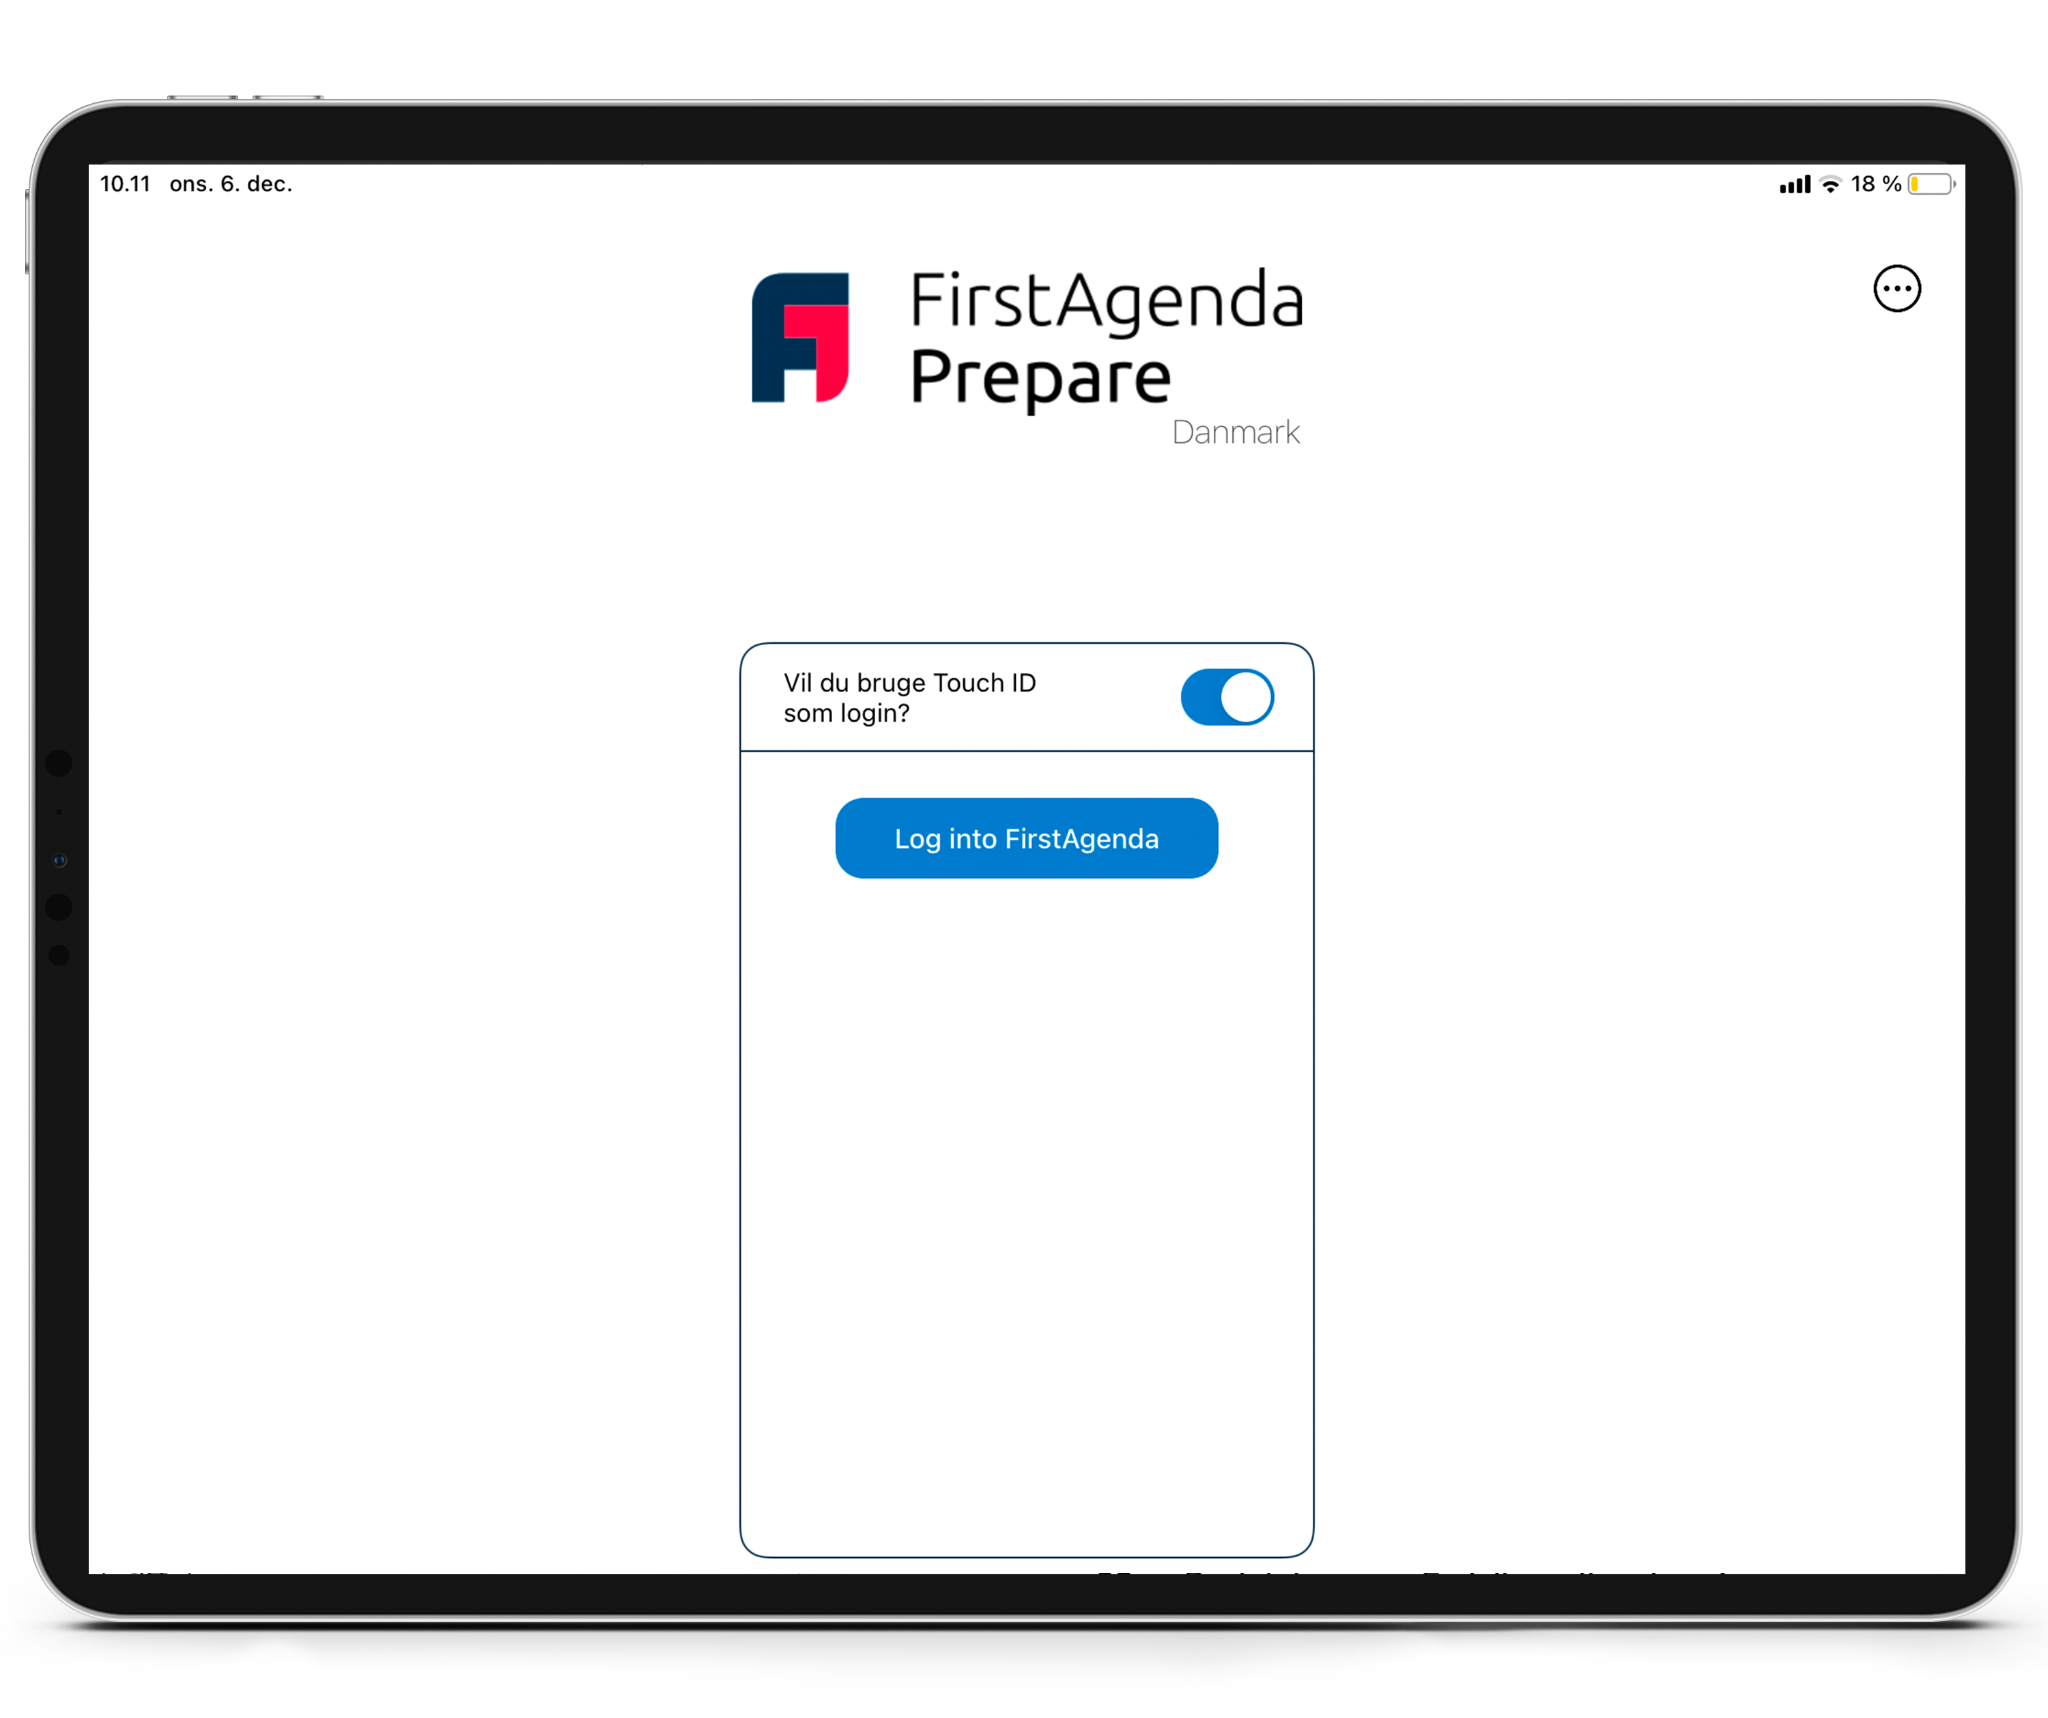 10.11 ons. 6. dec.
18 %
FirstAgenda
Prepare
Danmark
Vil du bruge Touch ID
som login?
Log into FirstAgenda